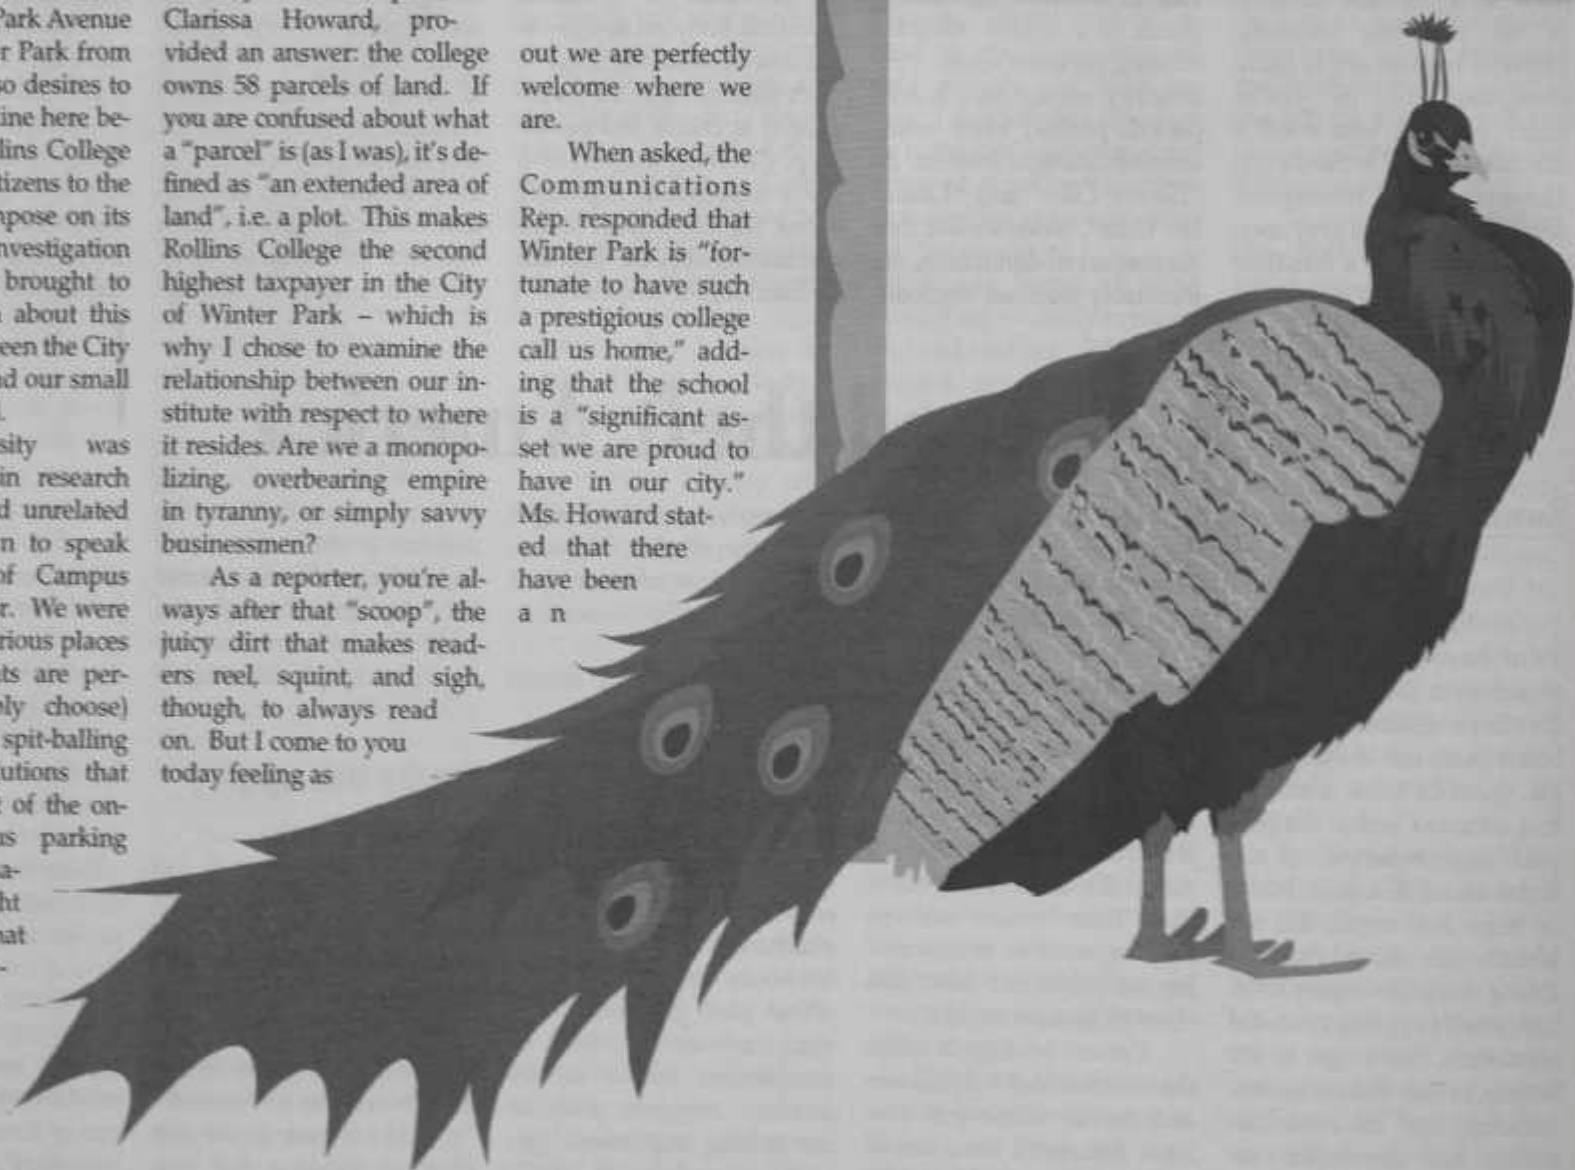 Park Avenue
r Park from
so desires to
ine here be-
lins College
tizens to the
pose on its
nvestigation
brought to
about this
een the City
d our small
sity was
in research
d unrelated
n to speak
of Campus
r. We were
rious places
ts are per-
ly choose)
spit-balling
utions that
of the on-
us parking
a-
ht
hat
-
Clarissa Howard, pro-
vided an answer: the college
owns 58 parcels of land. If
you are confused about what
a "parcel" is (as I was), it's de-
fined as "an extended area of
land", i.e. a plot. This makes
Rollins College the second
highest taxpayer in the City
of Winter Park – which is
why I chose to examine the
relationship between our in-
stitute with respect to where
it resides. Are we a monopo-
lizing, overbearing empire
in tyranny, or simply savvy
businessmen?
As a reporter, you're al-
ways after that "scoop", the
juicy dirt that makes read-
ers reel, squint, and sigh,
though, to always read
on. But I come to you
today feeling as
out we are perfectly
welcome where we
are.
When asked, the
Communications
Rep. responded that
Winter Park is "for-
tunate to have such
a prestigious college
call us home," add-
ing that the school
is a "significant as-
set we are proud to
have in our city."
Ms. Howard stat-
ed that there
have been
a n